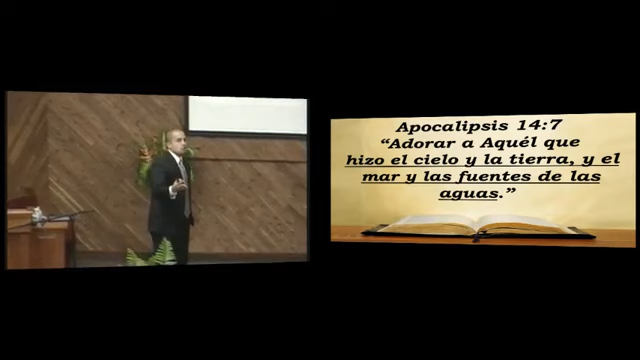 Apocalipsis 14:7
“Adorar a Aquél que
hizo el cielo y la tierra, y el
mar y las fuentes de las
aguas.”